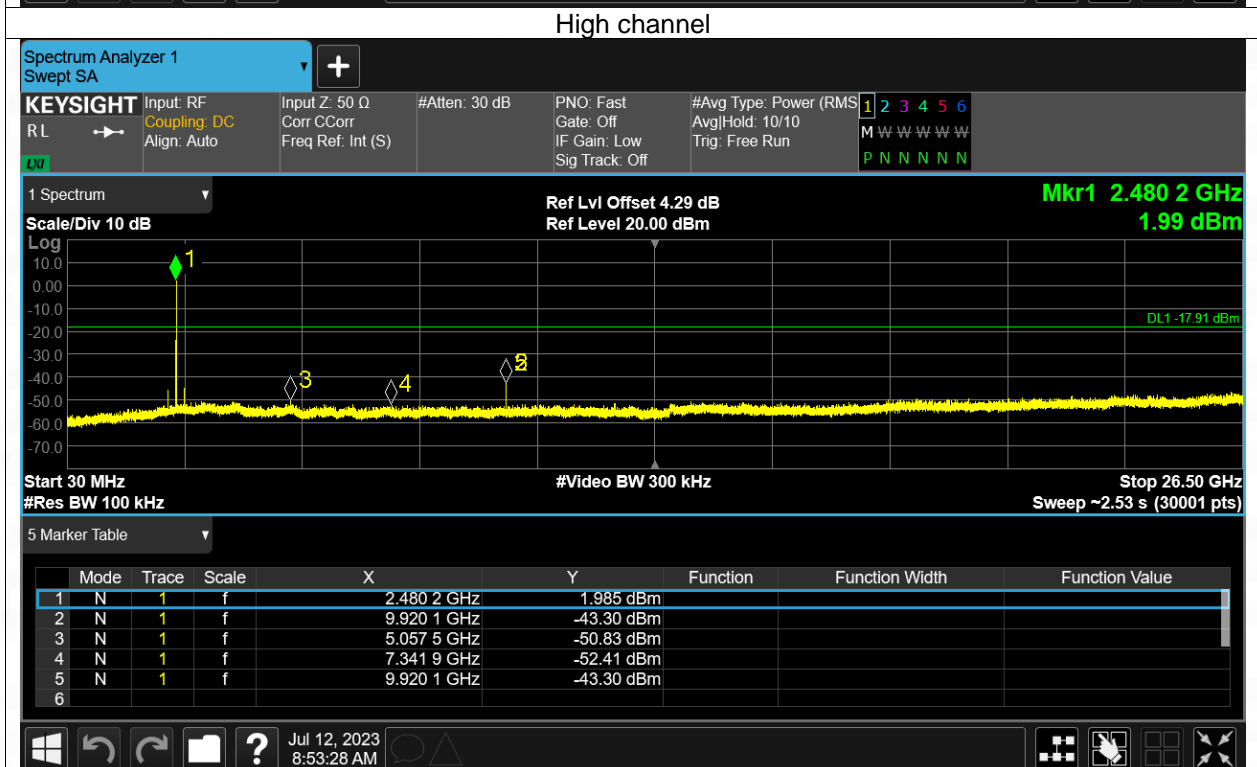 High channel
Spectrum Analyzer 1
Swept SA
+
KEYSIGHT Input: RF Input Z: 50 Ω #Atten: 30 dB PNO: Fast #Avg Type: Power (RMS 1 2 3 4 5 6
RL Coupling: DC Corr CCorr Gate: Off Avg|Hold: 10/10 M W W W W W
Align: Auto Freq Ref: Int (S) IF Gain: Low Trig: Free Run
LXI Sig Track: Off P N N N N N
1 Spectrum Ref Lvl Offset 4.29 dB Mkr1 2.480 2 GHz
Scale/Div 10 dB Ref Level 20.00 dBm 1.99 dBm
Log
10.0 1
0.00
-10.0
DL1 -17.91 dBm
-20.0
-30.0
-40.0 3 4
-50.0
-60.0
-70.0
Start 30 MHz #Video BW 300 kHz Stop 26.50 GHz
#Res BW 100 kHz Sweep ~2.53 s (30001 pts)
5 Marker Table
Mode Trace Scale X Y Function Function Width Function Value
1 N 1 f 2.480 2 GHz 1.985 dBm
2 N 1 f 9.920 1 GHz -43.30 dBm
3 N 1 f 5.057 5 GHz -50.83 dBm
4 N 1 f 7.341 9 GHz -52.41 dBm
5 N 1 f 9.920 1 GHz -43.30 dBm
6
? Jul 12, 2023
8:53:28 AM